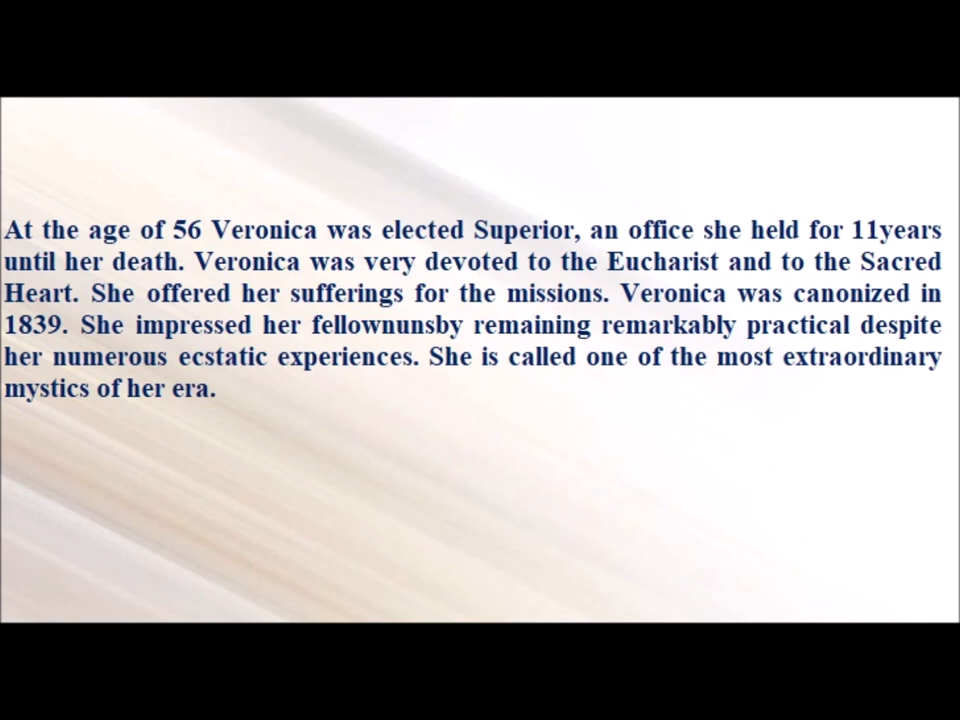 At the age of 56 Veronica was elected Superior, an office she held for 11years
until her death. Veronica was very devoted to the Eucharist and to the Sacred
Heart. She offered her sufferings for the missions. Veronica was canonized in
1839. She impressed her fellownunsby remaining remarkably practical despite
her numerous ecstatic experiences. She is called one of the most extraordinary
mystics of her era.